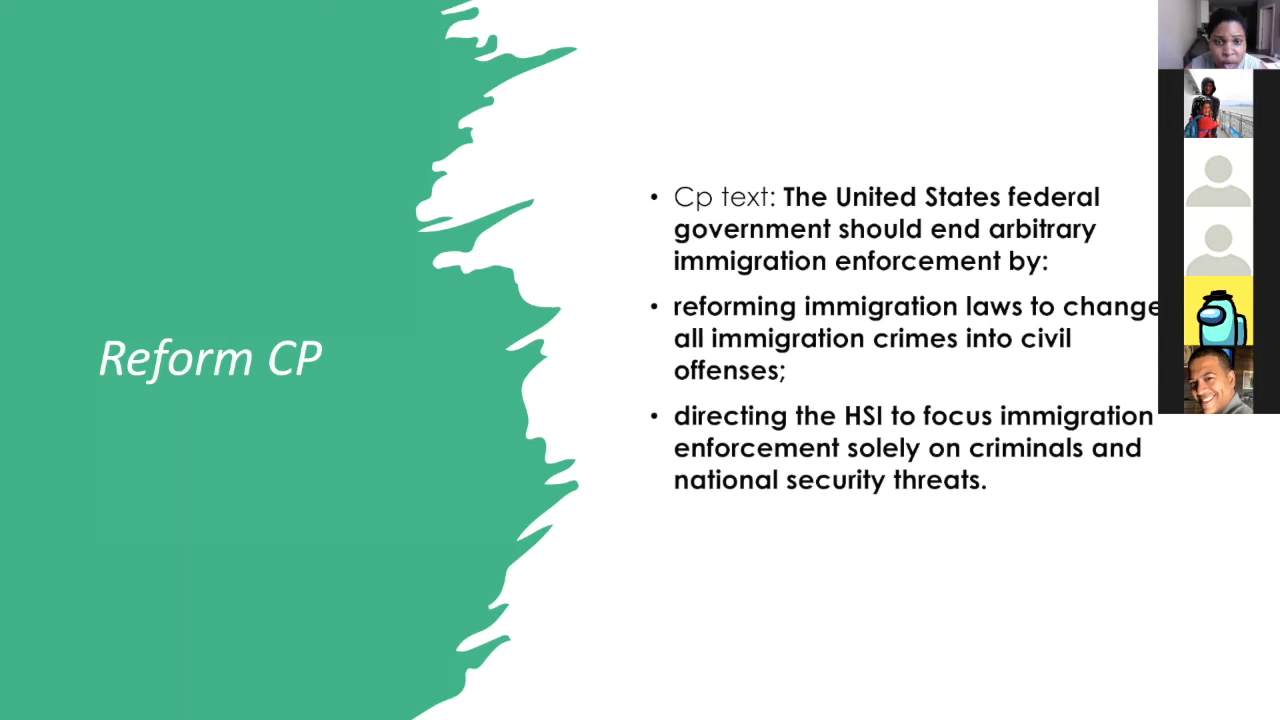 Reform CP
• Cp text: The United States federal
government should end arbitrary
immigration enforcement by:
• reforming immigration laws to change
all immigration crimes into civil
offenses;
• directing the HSI to focus immigration
enforcement solely on criminals and
national security threats.